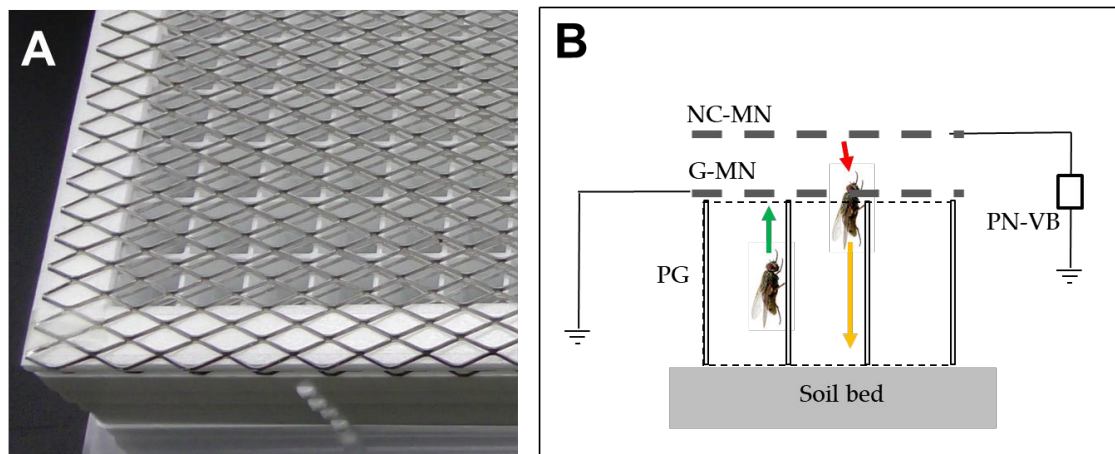 A
B
NC-MN
G-MN
PN-VB
PG
Soil bed